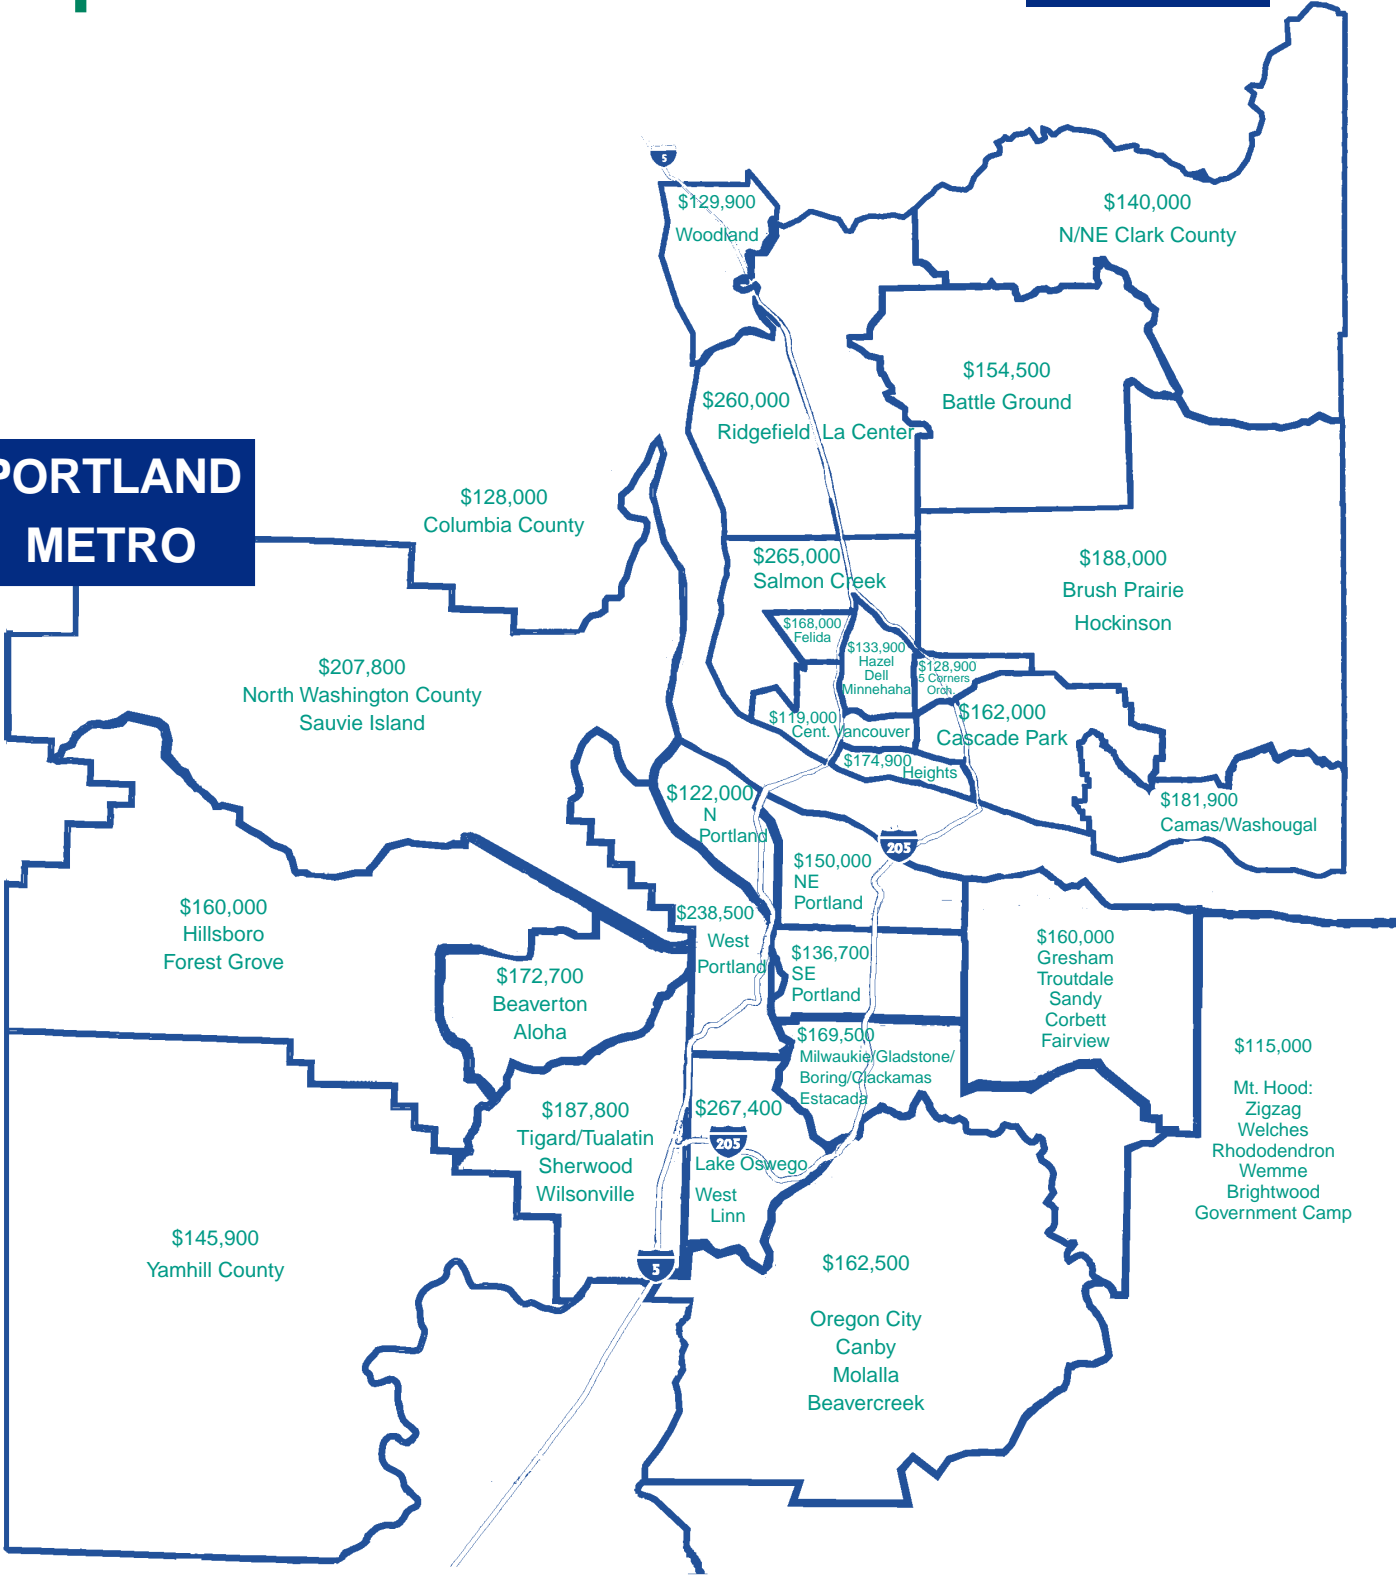 5
$129,900
Woodland
$140,000
N/NE Clark County
$154,500
Battle Ground
$260,000
Ridgefield La Center
PORTLAND
METRO
$128,000
Columbia County
$265,000
Salmon Creek
$188,000
Brush Prairie
Hockinson
$168,000
Felida
$133,900
Hazel
Dell
Minnehaha
$128,900
5 Corners
Orch.
$207,800
North Washington County
Sauvie Island
$119,000
Cent. Vancouver
$162,000
Cascade Park
$174,900
Heights
$122,000
N
Portland
$181,900
Camas/Washougal
205
$150,000
NE
Portland
$160,000
Hillsboro
Forest Grove
$238,500
West
Portland
$136,700
SE
Portland
$160,000
Gresham
Troutdale
Sandy
Corbett
Fairview
$172,700
Beaverton
Aloha
$169,500
Milwaukie/Gladstone/
Boring/Clackamas
Estacada
$115,000
Mt. Hood:
Zigzag
Welches
Rhododendron
Wemme
Brightwood
Government Camp
$187,800
Tigard/Tualatin
Sherwood
Wilsonville
$267,400
205
Lake Oswego
West
Linn
$145,900
Yamhill County
5
$162,500
Oregon City
Canby
Molalla
Beavercreek